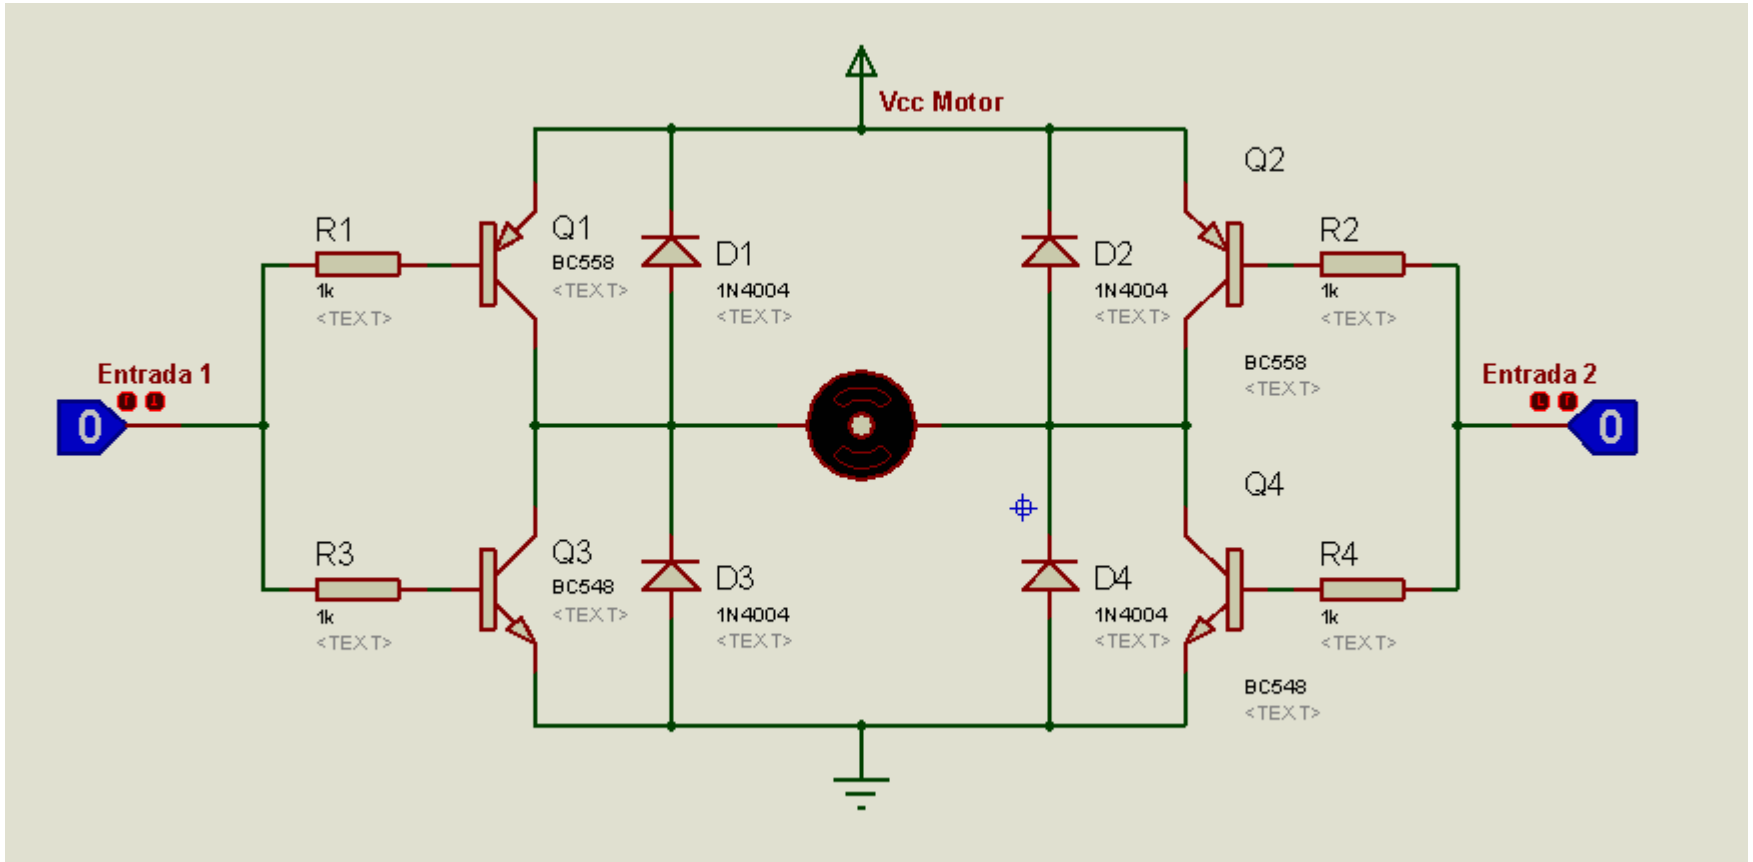 Vcc Motor
Q2
R1
Q1
BC558
<TEXT>
D1
1N4004
<TEXT>
D2
1N4004
<TEXT>
R2
1k
<TEXT>
1k
<TEXT>
BC558
<TEXT>
Entrada 1
0
Entrada 2
0
Q4
R3
1k
<TEXT>
Q3
BC548
<TEXT>
D3
1N4004
<TEXT>
D4
1N4004
<TEXT>
R4
1k
<TEXT>
BC548
<TEXT>